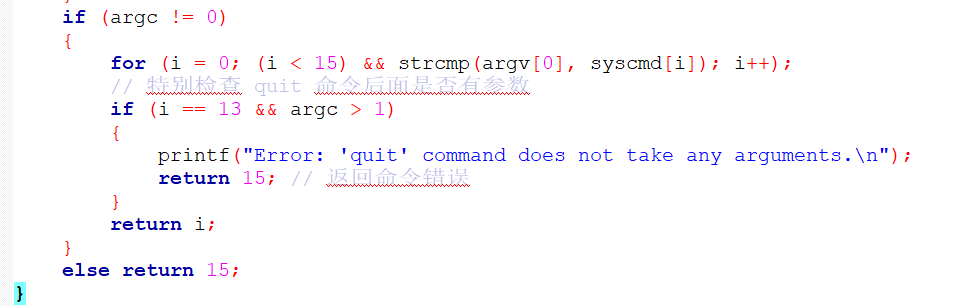 if (argc != 0)
{
for (i = 0; (i < 15) && strcmp(argv[0], syscmd[i]); i++);
// 特别检查 quit 命令后面是否有参数
if (i == 13 && argc > 1)
{
printf("Error: 'quit' command does not take any arguments.\n");
return 15; // 返回命令错误
}
return i;
}
else return 15;
}